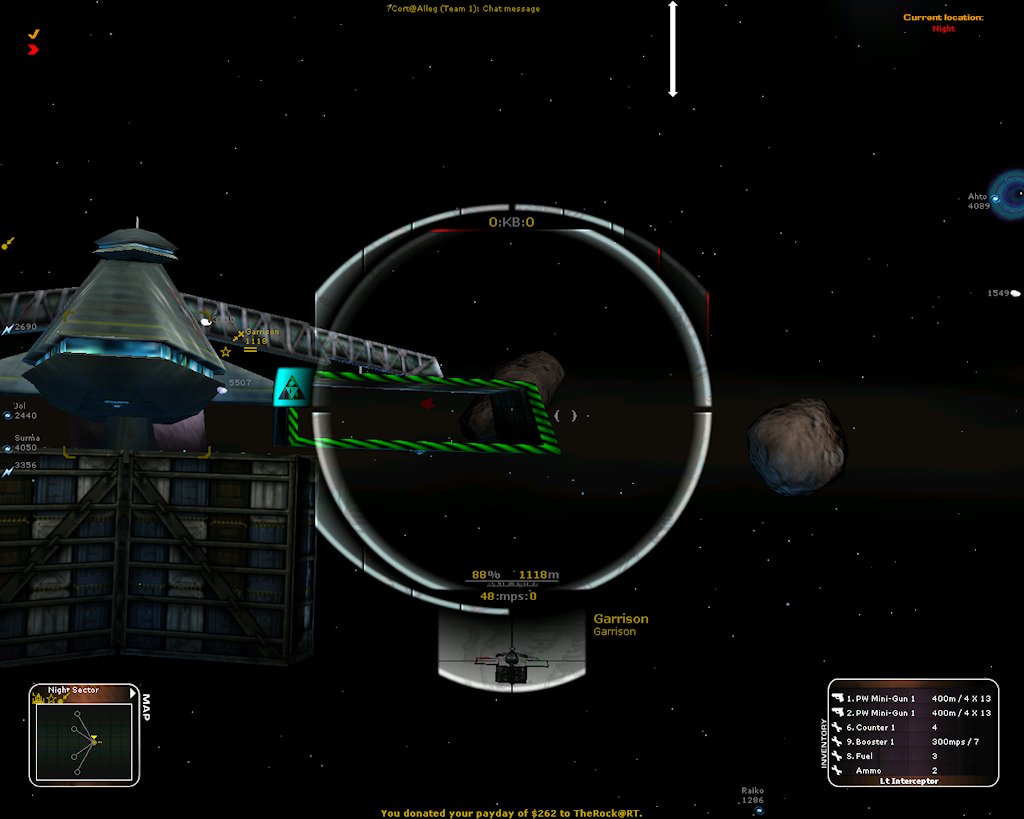 ?Cort@Alleg (Team 1): Chat message
Current location:
Night
0:KB:0
Ahto
4089
1549
2690
Garrison
1118
5507
Jol
2440
Surma
4050
3356
88% 1118m
48:mps:0
Garrison
Garrison
Night Sector
MAP
INVENTORY
1. PW Mini-Gun 1 400m / 4 X 13
2. PW Mini-Gun 1 400m / 4 X 13
6. Counter 1 4
9. Booster 1 300mps / 7
S. Fuel 3
Ammo 2
Lt Interceptor
Raiko
1286
You donated your payday of $262 to TheRock@RT.